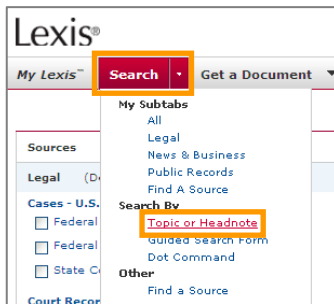 Lexis®
My Lexis™ Search Get a Document
My Subtabs
All
Legal
News & Business
Public Records
Find A Source
Search By
Topic or Headnote
Guided Search Form
Dot Command
Other
Find a Source
Sources
Legal (De
Cases - U.S.
Federal
Federal
State Co
Court Recor